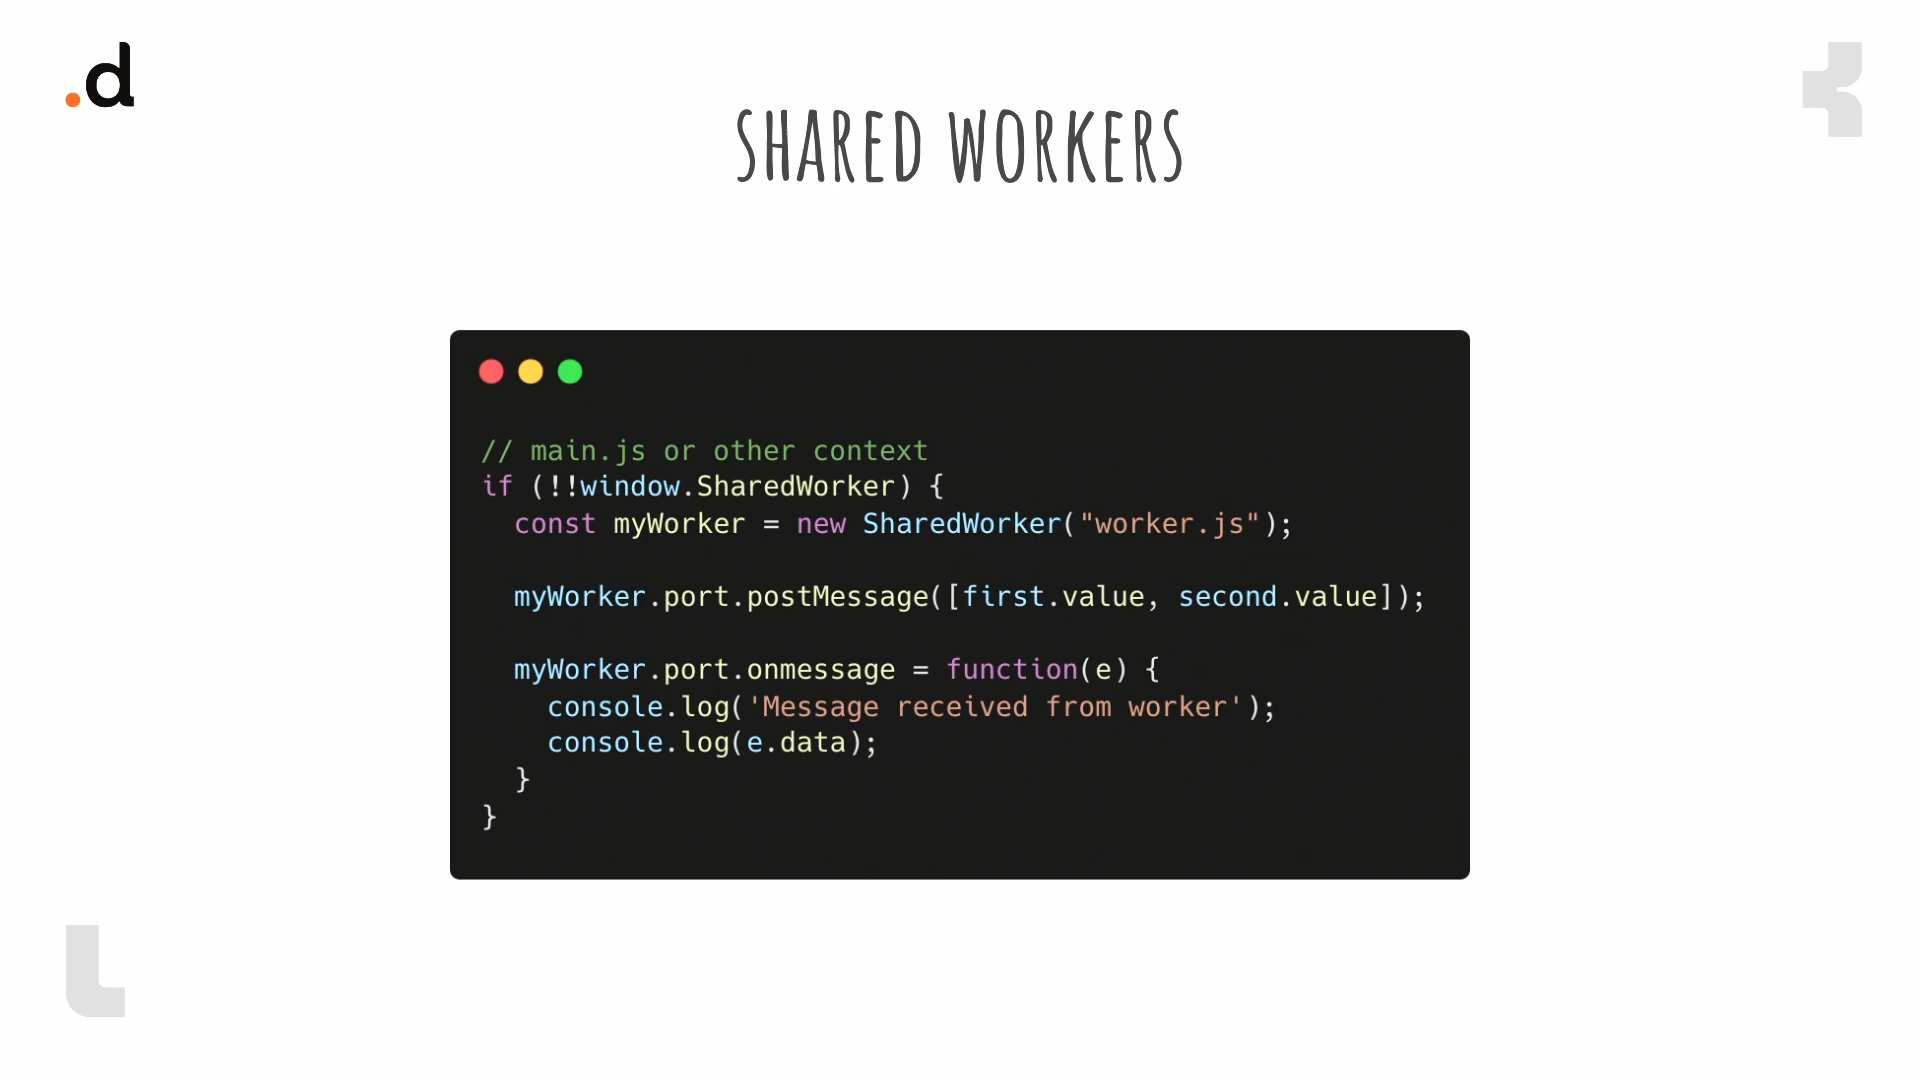 .d
SHARED WORKERS
// main.js or other context
if (!!window.SharedWorker) {
  const myWorker = new SharedWorker("worker.js");
  myWorker.port.postMessage([first.value, second.value]);
  myWorker.port.onmessage = function(e) {
    console.log('Message received from worker');
    console.log(e.data);
  }
}